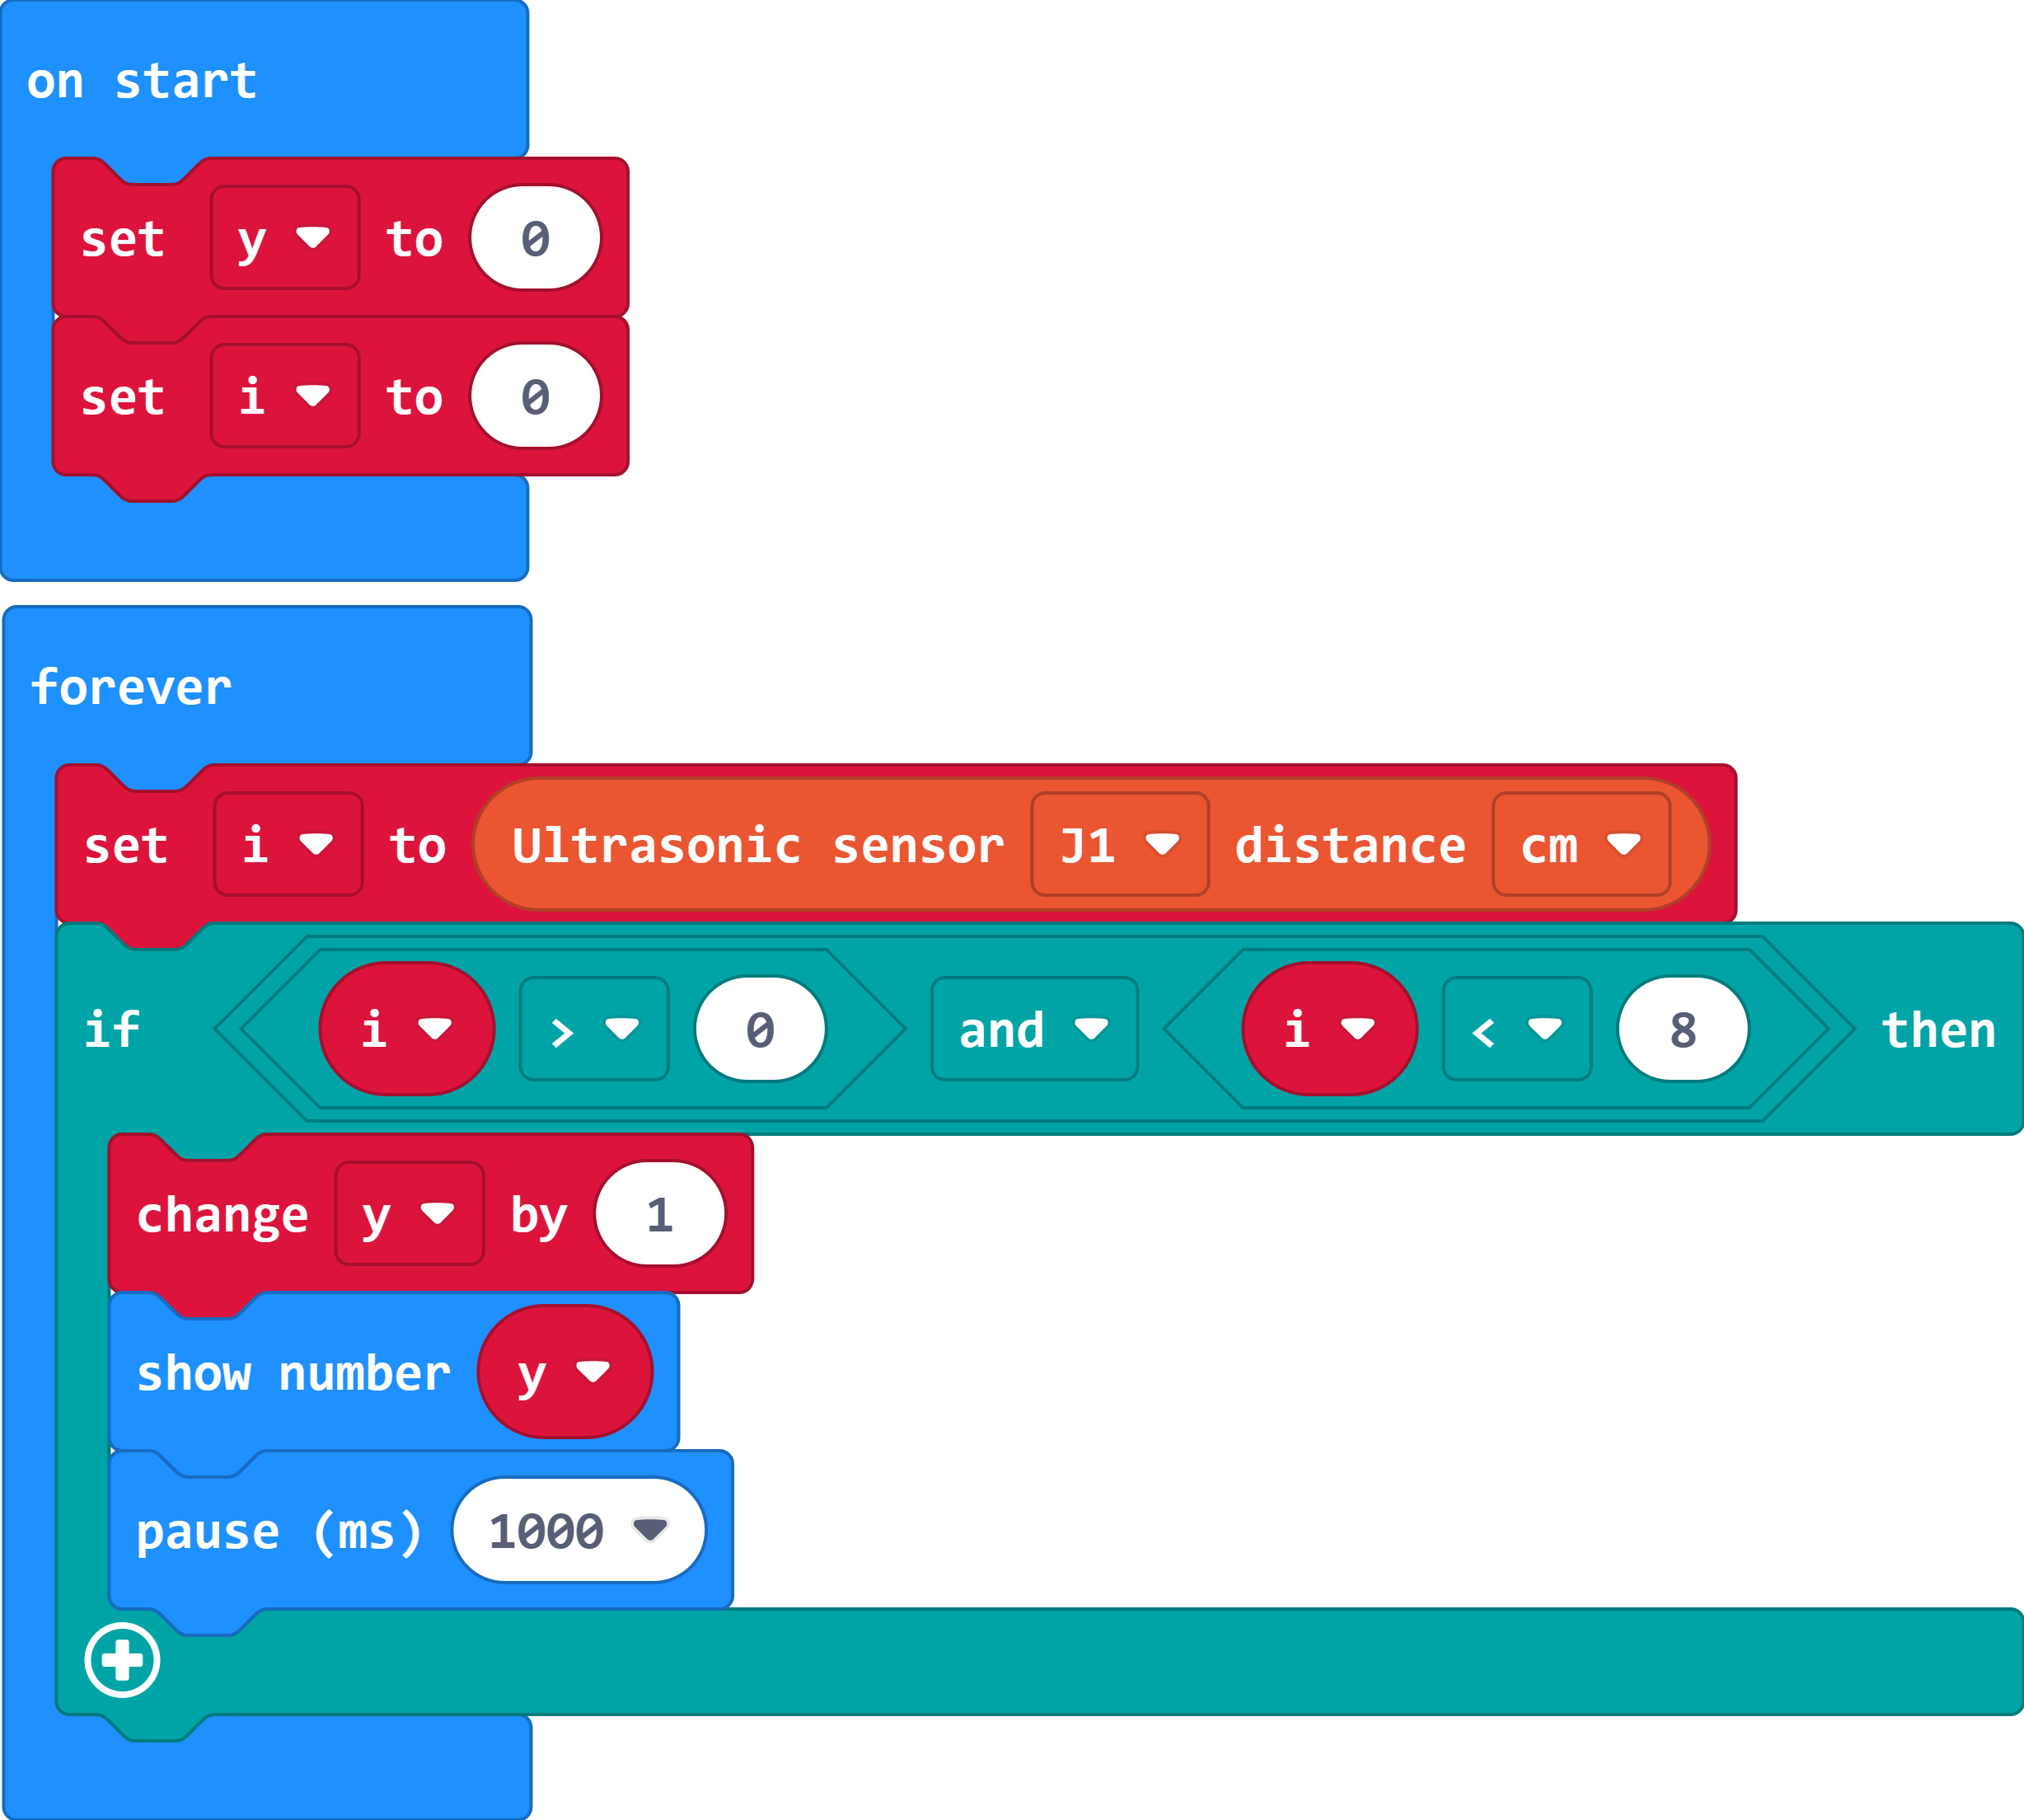 on start
set y to 0
set i to 0
forever
set i to Ultrasonic sensor J1 distance cm
if i > 0 and i < 8 then
change y by 1
show number y
pause (ms) 1000